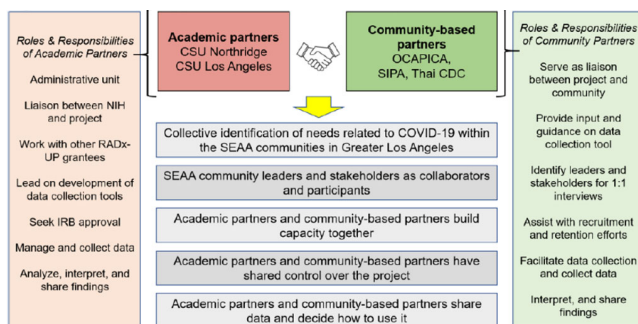 Roles & Responsibilities
of Academic Partners
Administrative unit
Liaison between NIH
and project
Work with other RADx-
UP grantees
Lead on development of
data collection tools
Seek IRB approval
Manage and collect data
Analyze, interpret, and
share findings
Academic partners
CSU Northridge
CSU Los Angeles
Community-based
partners
OCAPICA,
SIPA, Thai CDC
Collective identification of needs related to COVID-19 within
the SEAA communities in Greater Los Angeles
SEAA community leaders and stakeholders as collaborators
and participants
Academic partners and community-based partners build
capacity together
Academic partners and community-based partners have
shared control over the project
Academic partners and community-based partners share
data and decide how to use it
Roles & Responsibilities
of Community Partners
Serve as liaison
between project and
community
Provide input and
guidance on data
collection tool
Identify leaders and
stakeholders for 1:1
interviews
Assist with recruitment
and retention efforts
Facilitate data collection
and collect data
Interpret, and share
findings